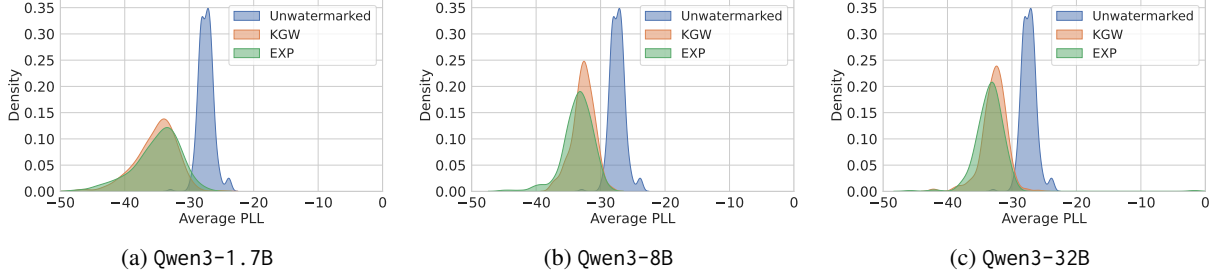 0.35
0.30
0.25
0.20
0.15
0.10
0.05
0.00
Density
Unwatermarked
KGW
EXP
−50 −40 −30 −20 −10 0
Average PLL
(a) Qwen3-1.7B
0.35
0.30
0.25
0.20
0.15
0.10
0.05
0.00
Density
Unwatermarked
KGW
EXP
−50 −40 −30 −20 −10 0
Average PLL
(b) Qwen3-8B
0.35
0.30
0.25
0.20
0.15
0.10
0.05
0.00
Density
Unwatermarked
KGW
EXP
−50 −40 −30 −20 −10 0
Average PLL
(c) Qwen3-32B